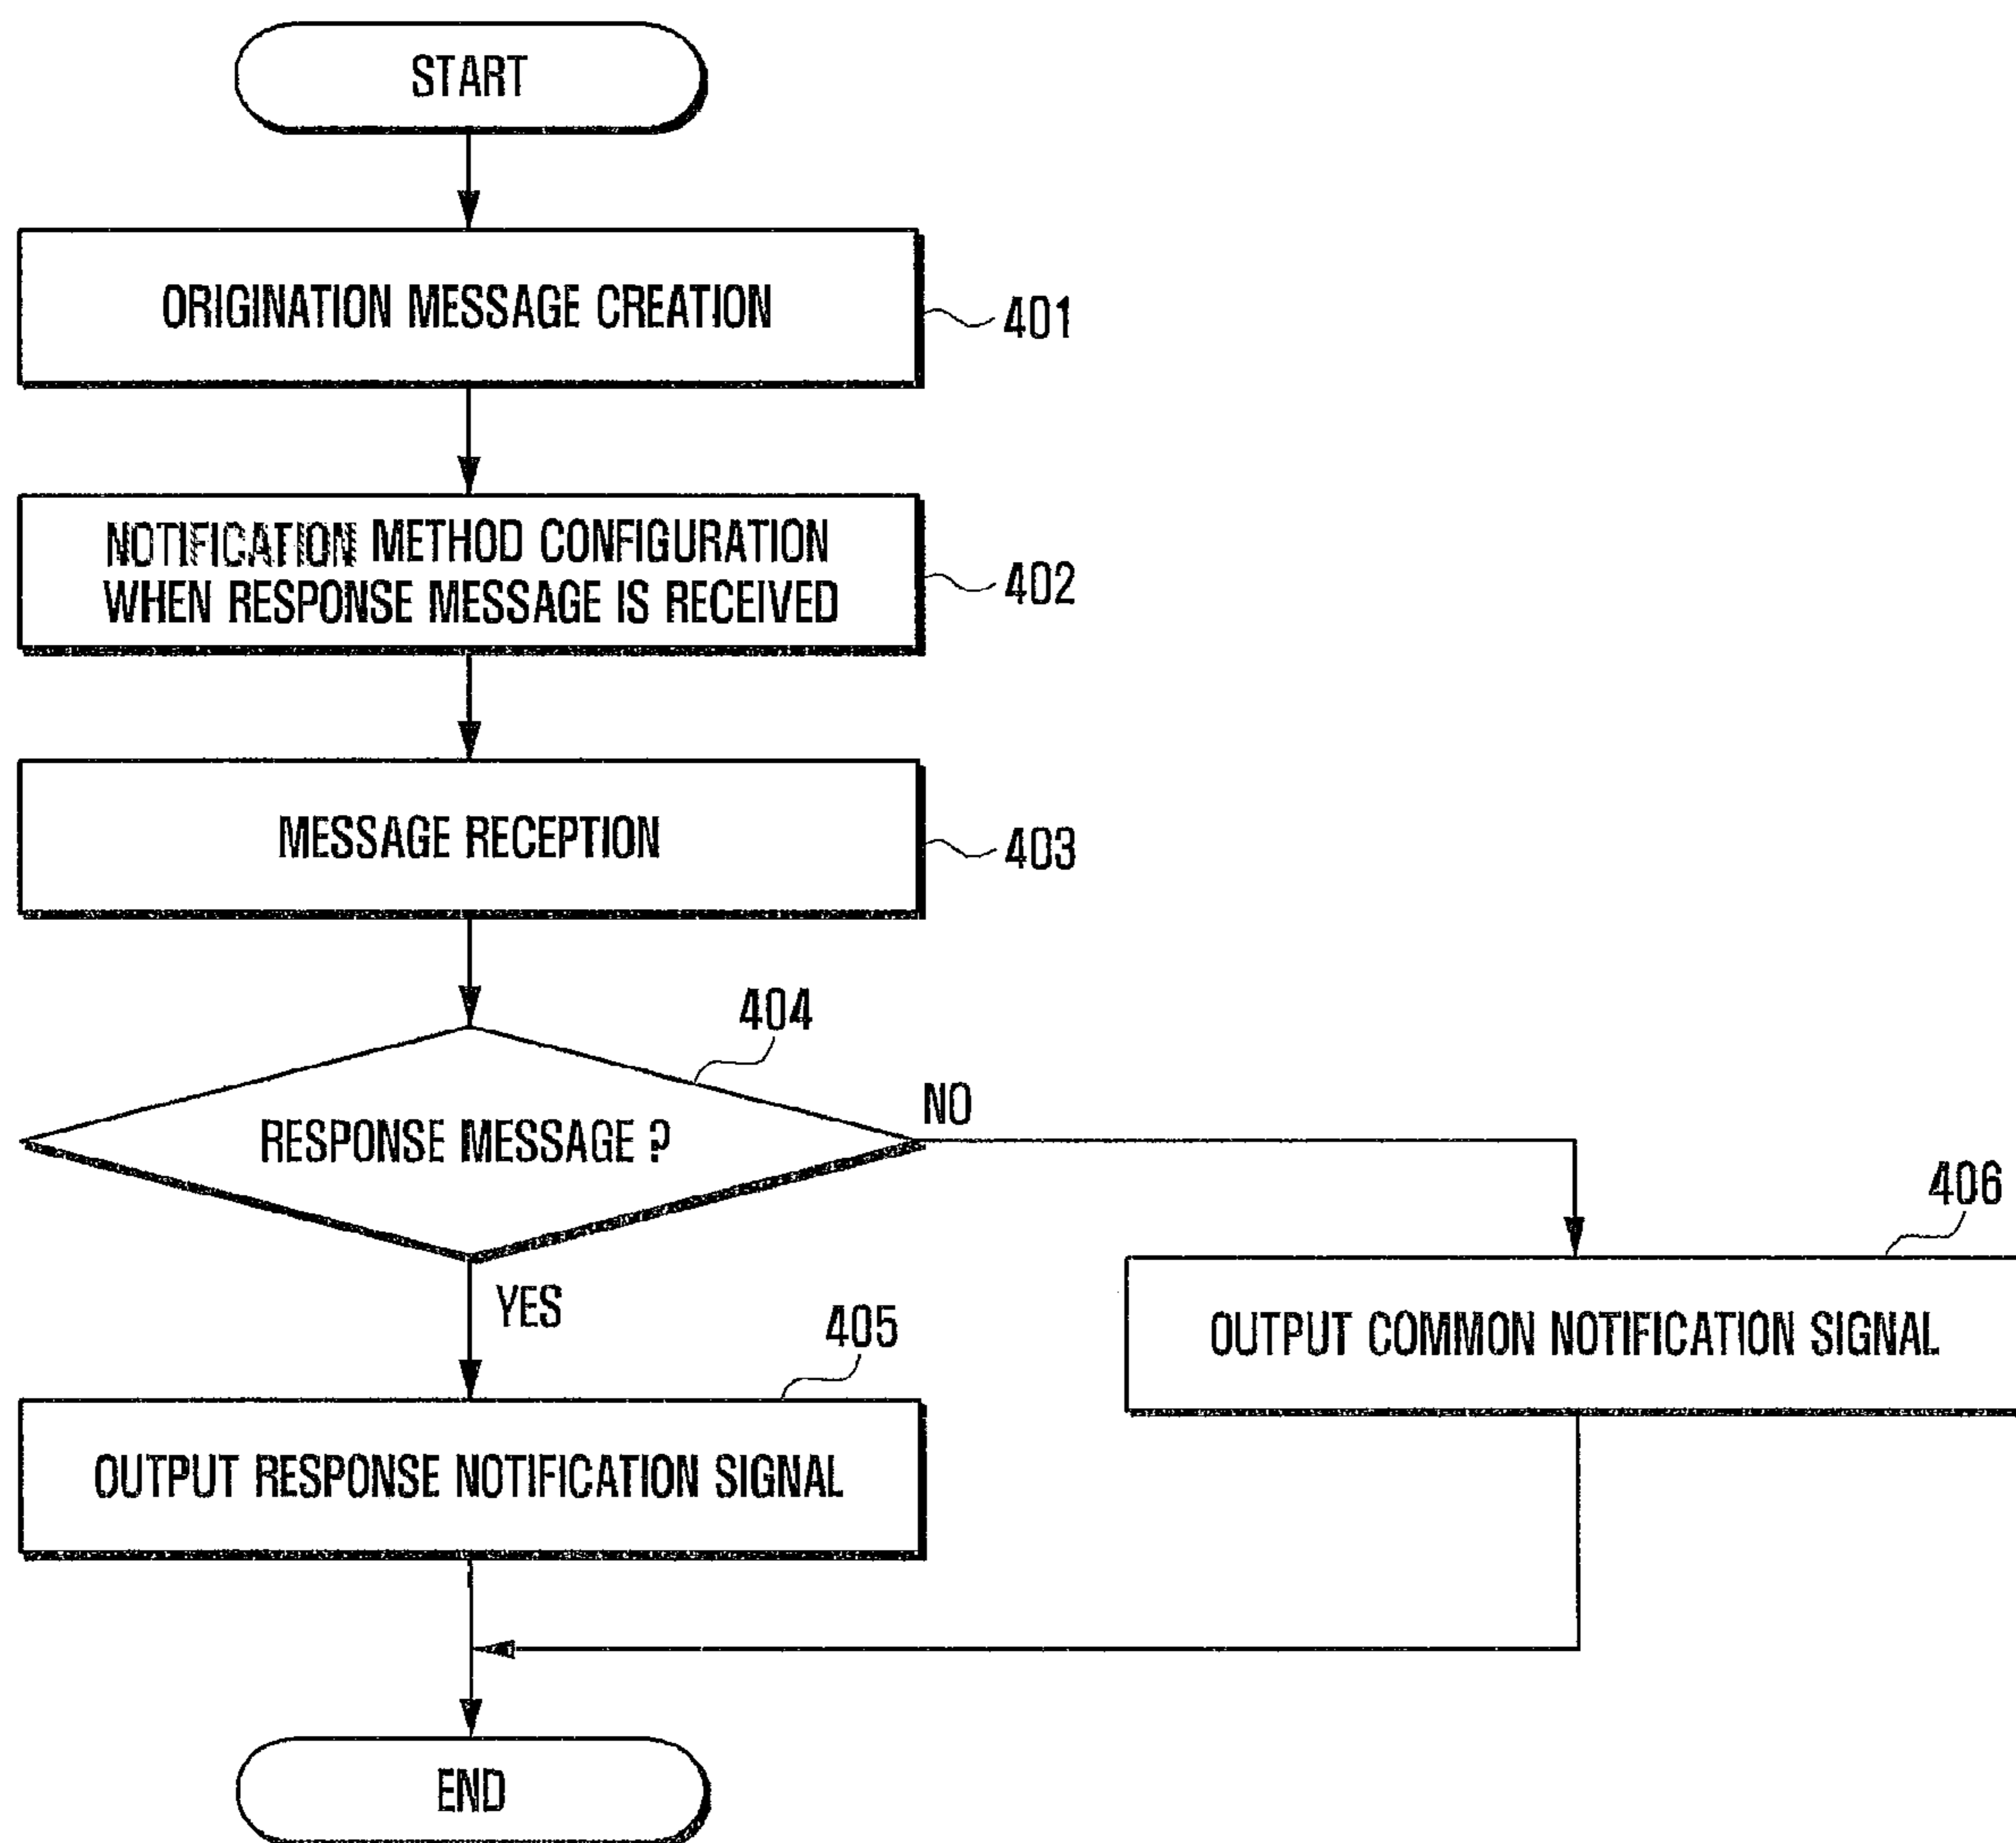 START
ORIGINATION MESSAGE CREATION
401
NOTIFICATION METHOD CONFIGURATION
WHEN RESPONSE MESSAGE IS RECEIVED
402
MESSAGE RECEPTION
403
404
RESPONSE MESSAGE ?
NO
YES
406
OUTPUT COMMON NOTIFICATION SIGNAL
405
OUTPUT RESPONSE NOTIFICATION SIGNAL
END